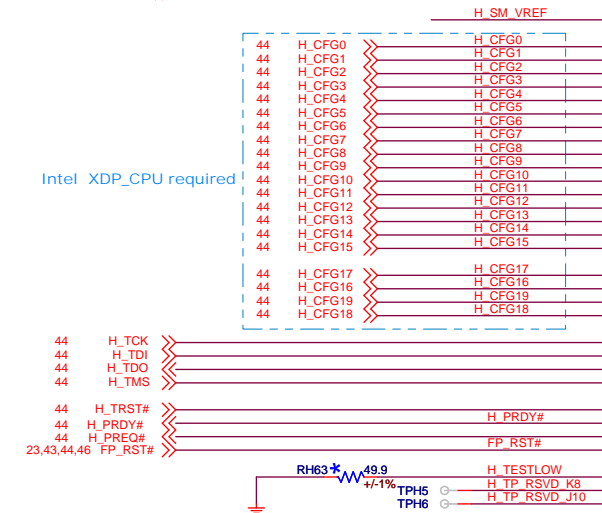 H_SM_VREF
44 H_CFG0 H_CFG0
44 H_CFG1 H_CFG1
44 H_CFG2 H_CFG2
44 H_CFG3 H_CFG3
44 H_CFG4 H_CFG4
44 H_CFG5 H_CFG5
44 H_CFG6 H_CFG6
44 H_CFG7 H_CFG7
44 H_CFG8 H_CFG8
44 H_CFG9 H_CFG9
Intel XDP_CPU required 44 H_CFG10 H_CFG10
44 H_CFG11 H_CFG11
44 H_CFG12 H_CFG12
44 H_CFG13 H_CFG13
44 H_CFG14 H_CFG14
44 H_CFG15 H_CFG15
44 H_CFG17 H_CFG17
44 H_CFG16 H_CFG16
44 H_CFG19 H_CFG19
44 H_CFG18 H_CFG18
44 H_TCK
44 H_TDI
44 H_TDO
44 H_TMS
44 H_TRST#
44 H_PRDY# H_PRDY#
44 H_PREQ#
23,43,44,46 FP_RST# FP_RST#
RH63 * 49.9 H_TESTLOW
+/-1% TPH5 H_TP_RSVD_K8
TPH6 H_TP_RSVD_J10